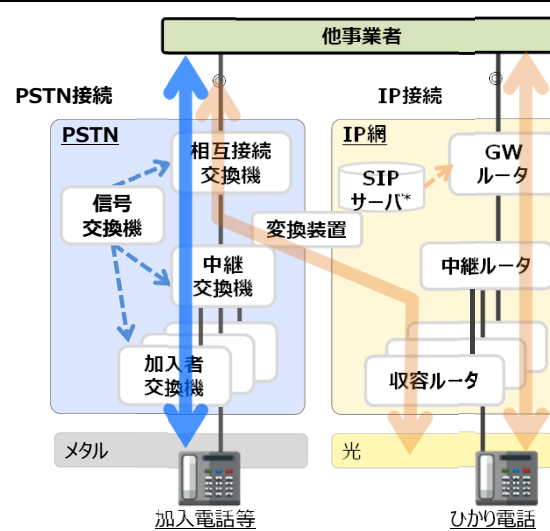 他事業者
PSTN接続
IP接続
PSTN
相互接続
交換機
信号
交換機
中継
交換機
加入者
交換機
変換装置
IP網
GW
ルータ
SIP
サーバ*
中継ルータ
収容ルータ
メタル
光
加入電話等
ひかり電話